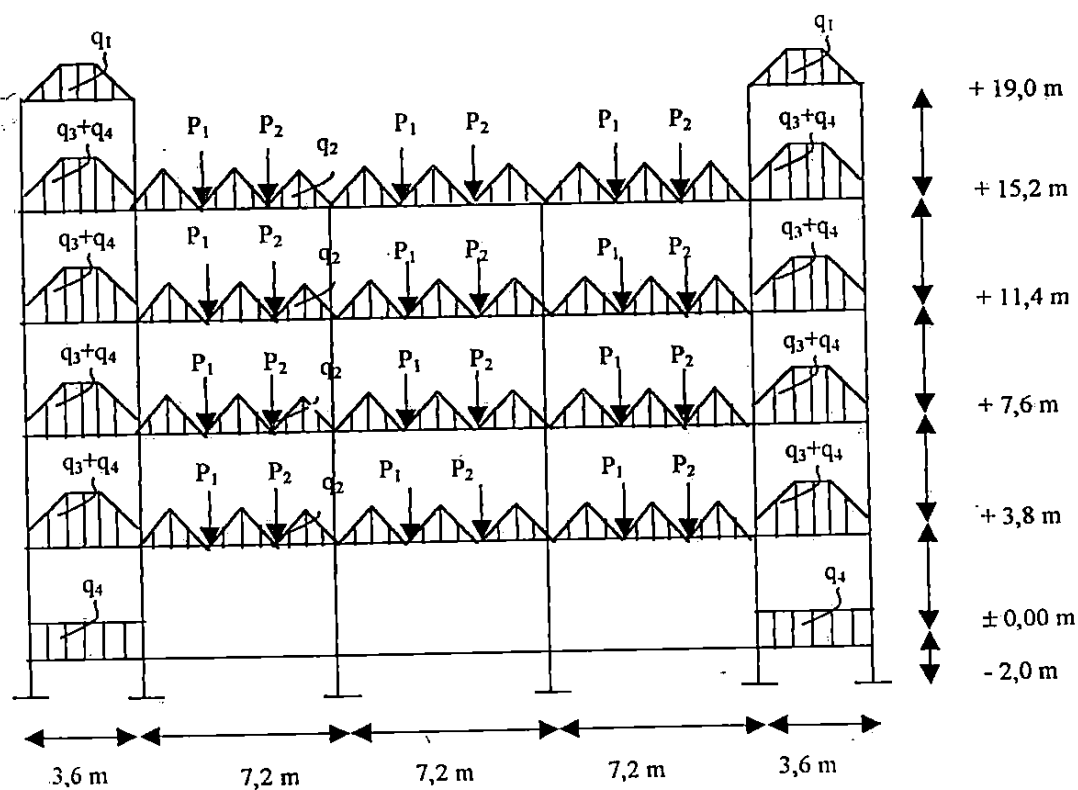 q₁ q₁
+ 19,0 m
q₃+q₄ P₁ P₂ q₂ P₁ P₂ P₁ P₂ q₃+q₄
+ 15,2 m
q₃+q₄ P₁ P₂ q₂ P₁ P₂ P₁ P₂ q₃+q₄
+ 11,4 m
q₃+q₄ P₁ P₂ q₂ P₁ P₂ P₁ P₂ q₃+q₄
+ 7,6 m
q₃+q₄ P₁ P₂ q₂ P₁ P₂ P₁ P₂ q₃+q₄
+ 3,8 m
q₄ q₄
± 0,00 m
- 2,0 m
3,6 m 7,2 m 7,2 m 7,2 m 3,6 m